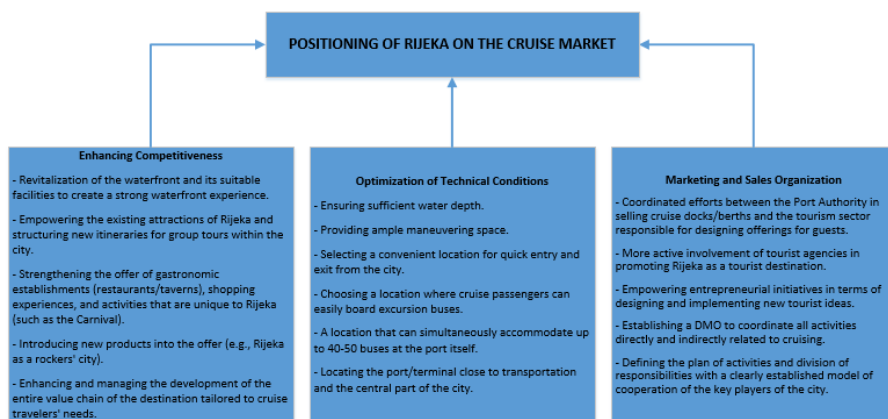 POSITIONING OF RIJEKA ON THE CRUISE MARKET
Enhancing Competitiveness
- Revitalization of the waterfront and its suitable
facilities to create a strong waterfront experience.
- Empowering the existing attractions of Rijeka and
structuring new itineraries for group tours within the
city.
- Strengthening the offer of gastronomic
establishments (restaurants/taverns), shopping
experiences, and activities that are unique to Rijeka
(such as the Carnival).
- Introducing new products into the offer (e.g., Rijeka
as a rockers' city).
- Enhancing and managing the development of the
entire value chain of the destination tailored to cruise
travelers' needs.
Optimization of Technical Conditions
- Ensuring sufficient water depth.
- Providing ample maneuvering space.
- Selecting a convenient location for quick entry and
exit from the city.
- Choosing a location where cruise passengers can
easily board excursion buses.
- A location that can simultaneously accommodate up
to 40-50 buses at the port itself.
- Locating the port/terminal close to transportation
and the central part of the city.
Marketing and Sales Organization
- Coordinated efforts between the Port Authority in
selling cruise docks/berths and the tourism sector
responsible for designing offerings for guests.
- More active involvement of tourist agencies in
promoting Rijeka as a tourist destination.
- Empowering entrepreneurial initiatives in terms of
designing and implementing new tourist ideas.
- Establishing a DMO to coordinate all activities
directly and indirectly related to cruising.
- Defining the plan of activities and division of
responsibilities with a clearly established model of
cooperation of the key players of the city.